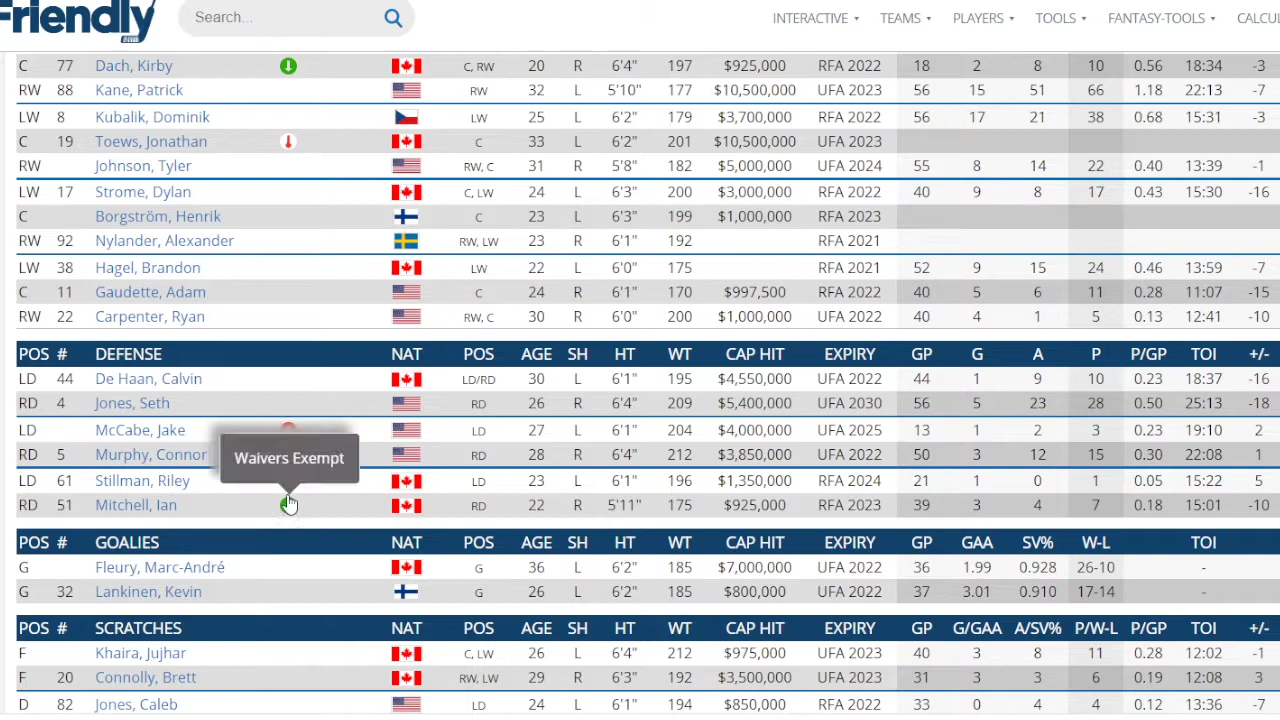 Friendly Search... INTERACTIVE TEAMS PLAYERS TOOLS FANTASY-TOOLS CALCU
.com
C 77 Dach, Kirby C, RW 20 R 6'4" 197 $925,000 RFA 2022 18 2 8 10 0.56 18:34 -3
RW 88 Kane, Patrick RW 32 5'10" 177 $10,500,000 RFA 2022 56 15 51 1.18 22:13
LW 8 Kubalik, Dominik LW 25 L 6'2" 179 $3,700,000 RFA 2022 56 17 21 0.68 15:31 -3
C 19 Toews, Jonathan C 33 L 6'2" 201 $10,500,000 UFA 2023
RW Johnson, Tyler RW, C 31 R 5'8" 182 $5,000,000 UFA 2024 55 8 14 0.40 13:39
LW 17 Strome, Dylan C, LW 24 L 6'3" 200 $3,000,000 RFA 2022 40 9 8 17 0.43 15:30 -16
C Borgström, Henrik C 23 L 6'3" 199 $1,000,000 RFA 2023
RW 92 Nylander, Alexander RW, LW 23 R 6'1" 192 RFA 2021
LW 38 Hagel, Brandon LW 22 L 6'0" 175 RFA 2021 52 9 15 24 0.46 13:59 -7
C 11 Gaudette, Adam C 24 R 6'1" 170 $997,500 RFA 2022 40 5 6 0.28 11:07
RW 22 Carpenter, Ryan RW, C 30 R 6'0" 200 $1,000,000 UFA 2022 40 4 1 0.13 12:41
POS # DEFENSE NAT POS AGE SH HT WT CAP HIT EXPIRY GP G A P P/GP TOI +/-
LD 44 De Haan, Calvin LD/RD 30 L 6'1" 195 $4,550,000 UFA 2022 44 1 9 10 0.23 18:37 -16
RD 4 Jones, Seth RD 26 R 6'4" 209 $5,400,000 UFA 2030 56 5 23 28 0.50 25:13
LD McCabe, Jake LD 27 L 6'1" 204 $4,000,000 UFA 2025 13 1 2 0.23 19:10 2
RD 5 Murphy, Connor RD 28 R 6'4" 212 $3,850,000 UFA 2022 50 3 12 0.30 22:08 1
Waivers Exempt
LD 61 Stillman, Riley LD 23 L 6'1" 196 $1,350,000 RFA 2024 21 1 0 1 0.05 15:22 5
RD 51 Mitchell, Ian RD 22 R 5'11" 175 $925,000 RFA 2023 39 3 4 0.18 15:01 -10
POS # GOALIES NAT POS AGE SH HT WT CAP HIT EXPIRY GP GAA SV% W-L TOI
G Fleury, Marc-André G 36 L 6'2" 185 $7,000,000 UFA 2022 36 1.99 0.928 26-10 -
G 32 Lankinen, Kevin G 26 L 6'2" 185 $800,000 UFA 2022 37 3.01 0.910 17-14 -
POS # SCRATCHES NAT POS AGE SH HT WT CAP HIT EXPIRY GP G/GAA A/SV% P/W-L P/GP TOI +/-
F Khaira, Jujhar C, LW 26 L 6'4" 212 $975,000 UFA 2023 40 3 8 11 0.28 12:02 -1
F 20 Connolly, Brett RW, LW 29 R 6'3" 192 $3,500,000 UFA 2023 31 3 3 0.19 12:08 3
D 82 Jones, Caleb LD 24 L 6'1" 194 $850,000 RFA 2022 33 0 4 0.12 13:36 -7